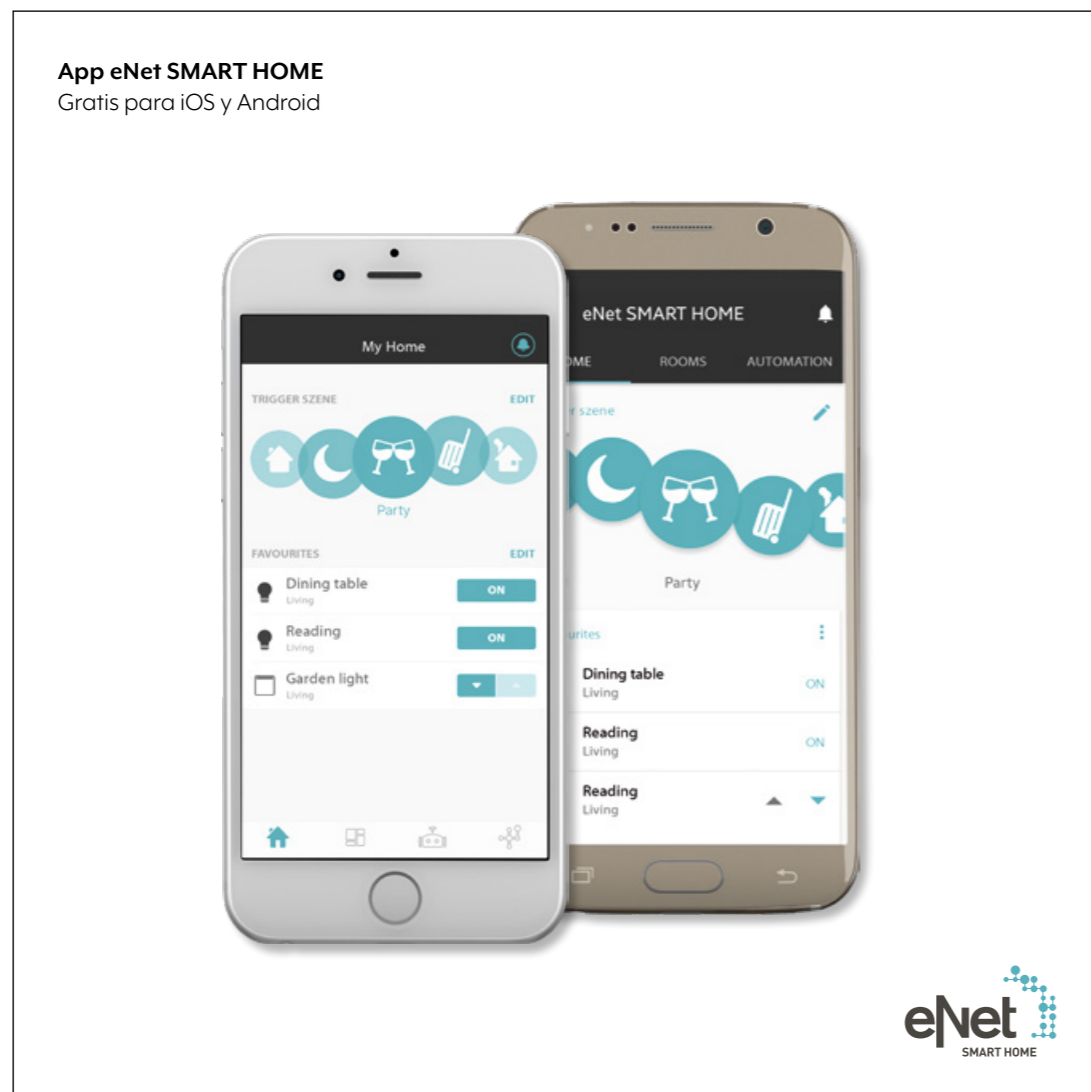 App eNet SMART HOME
Gratis para iOS y Android
My Home
TRIGGER SZENE EDIT
Party
FAVOURITES EDIT
Dining table
Living
ON
Reading
Living
ON
Garden light
Living
eNet SMART HOME
OME ROOMS AUTOMATION
r szene
Party
urites
Dining table
Living
ON
Reading
Living
ON
Reading
Living
eNet
SMART HOME